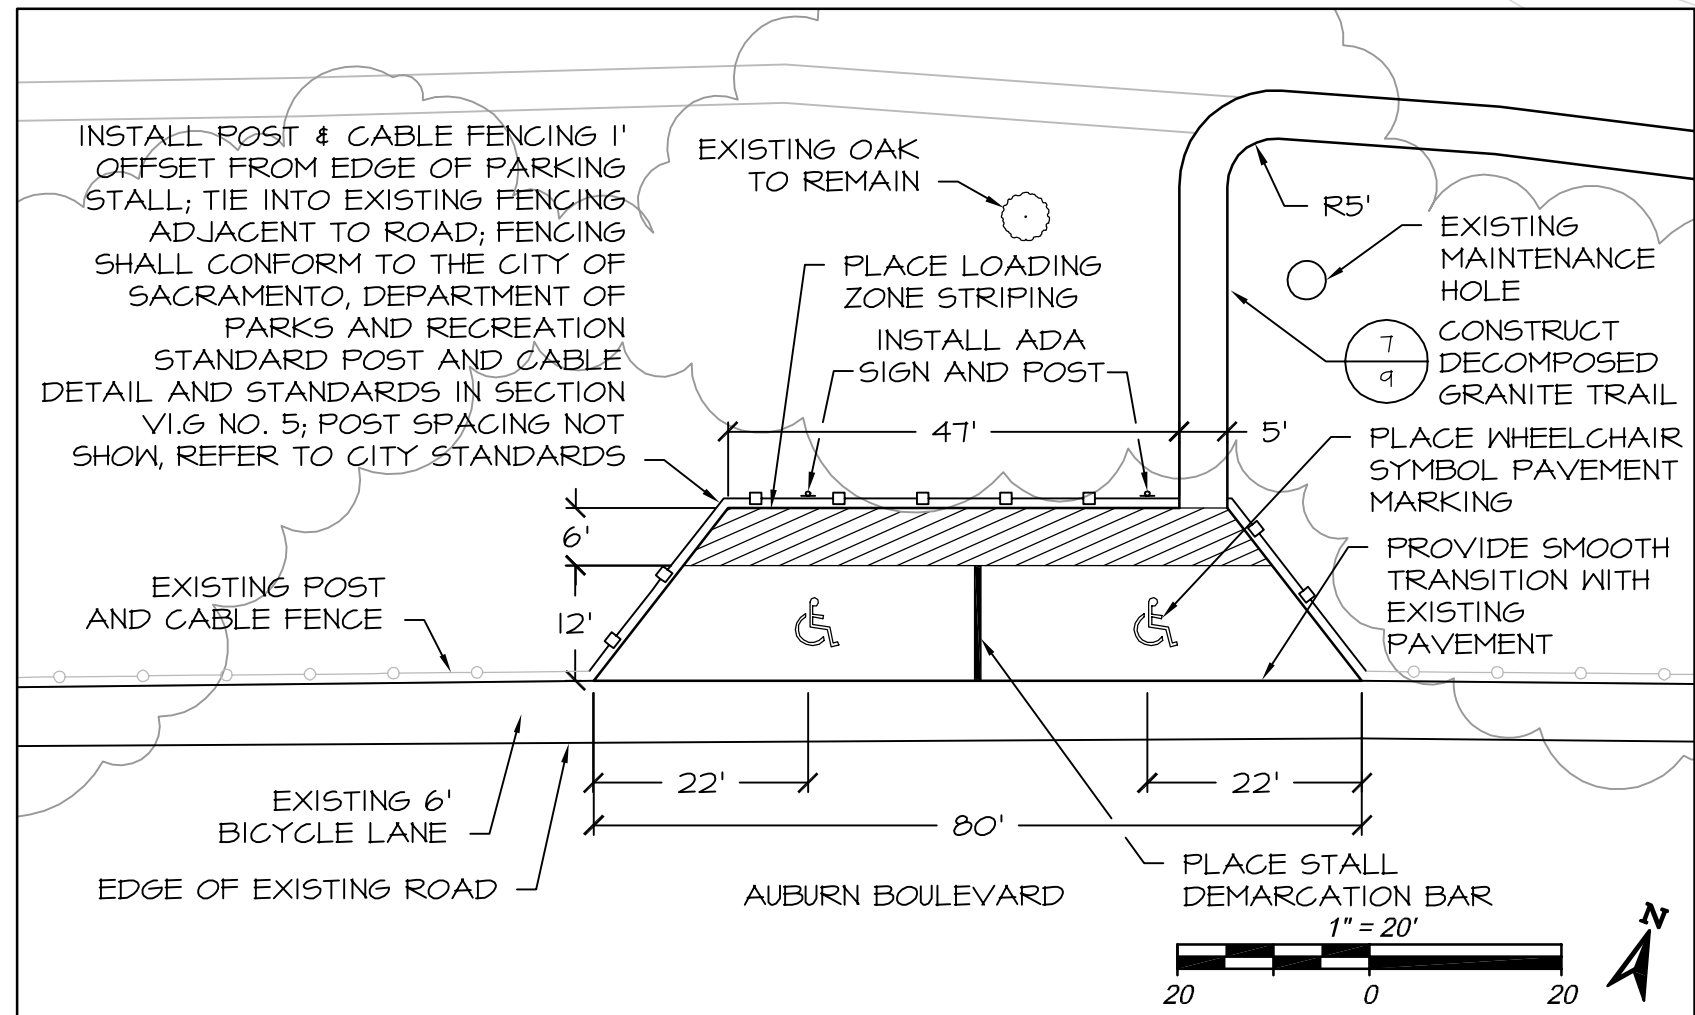 INSTALL POST & CABLE FENCING 1'
OFFSET FROM EDGE OF PARKING
STALL; TIE INTO EXISTING FENCING
ADJACENT TO ROAD; FENCING
SHALL CONFORM TO THE CITY OF
SACRAMENTO, DEPARTMENT OF
PARKS AND RECREATION
STANDARD POST AND CABLE
DETAIL AND STANDARDS IN SECTION
VI.G NO. 5; POST SPACING NOT
SHOW, REFER TO CITY STANDARDS
EXISTING OAK
TO REMAIN
R5'
EXISTING
MAINTENANCE
HOLE
PLACE LOADING
ZONE STRIPING
INSTALL ADA
SIGN AND POST
7
9
CONSTRUCT
DECOMPOSED
GRANITE TRAIL
47'
5'
PLACE WHEELCHAIR
SYMBOL PAVEMENT
MARKING
6'
12'
PROVIDE SMOOTH
TRANSITION WITH
EXISTING
PAVEMENT
EXISTING POST
AND CABLE FENCE
22'
22'
80'
EXISTING 6'
BICYCLE LANE
EDGE OF EXISTING ROAD
AUBURN BOULEVARD
PLACE STALL
DEMARCATION BAR
1" = 20'
20 0 20
N